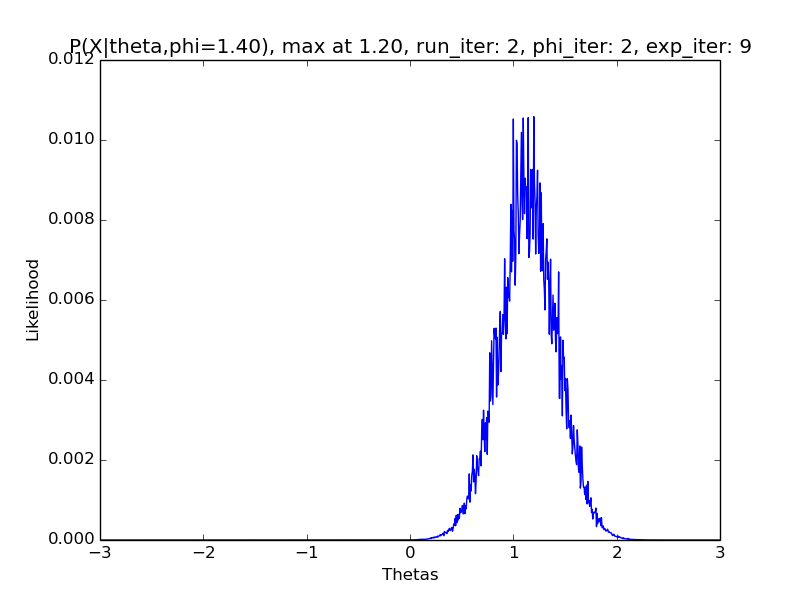 P(X|theta,phi=1.40), max at 1.20, run_iter: 2, phi_iter: 2, exp_iter: 9
0.012
0.010
0.008
0.006
0.004
0.002
0.000
Likelihood
−3 −2 −1 0 1 2 3
Thetas